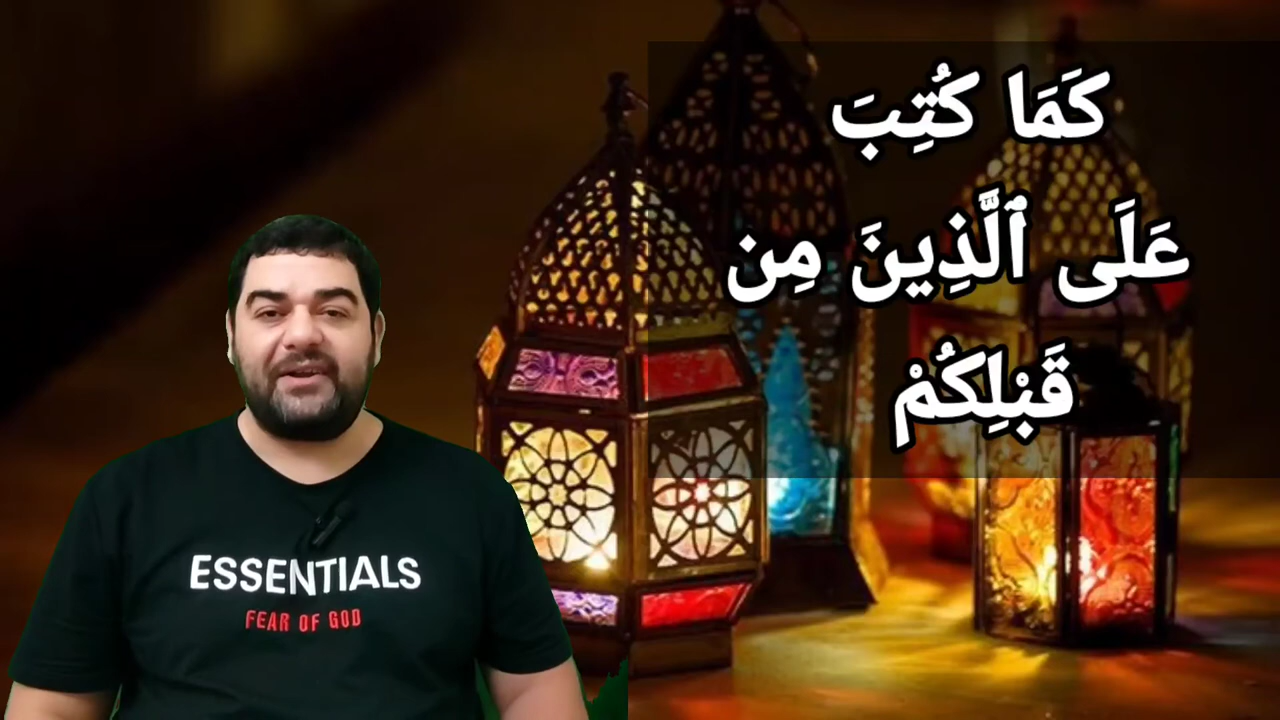 كَمَا كُتِبَ
عَلَى ٱلَّذِينَ مِن
قَبْلِكُمْ
ESSENTIALS
FEAR OF GOD